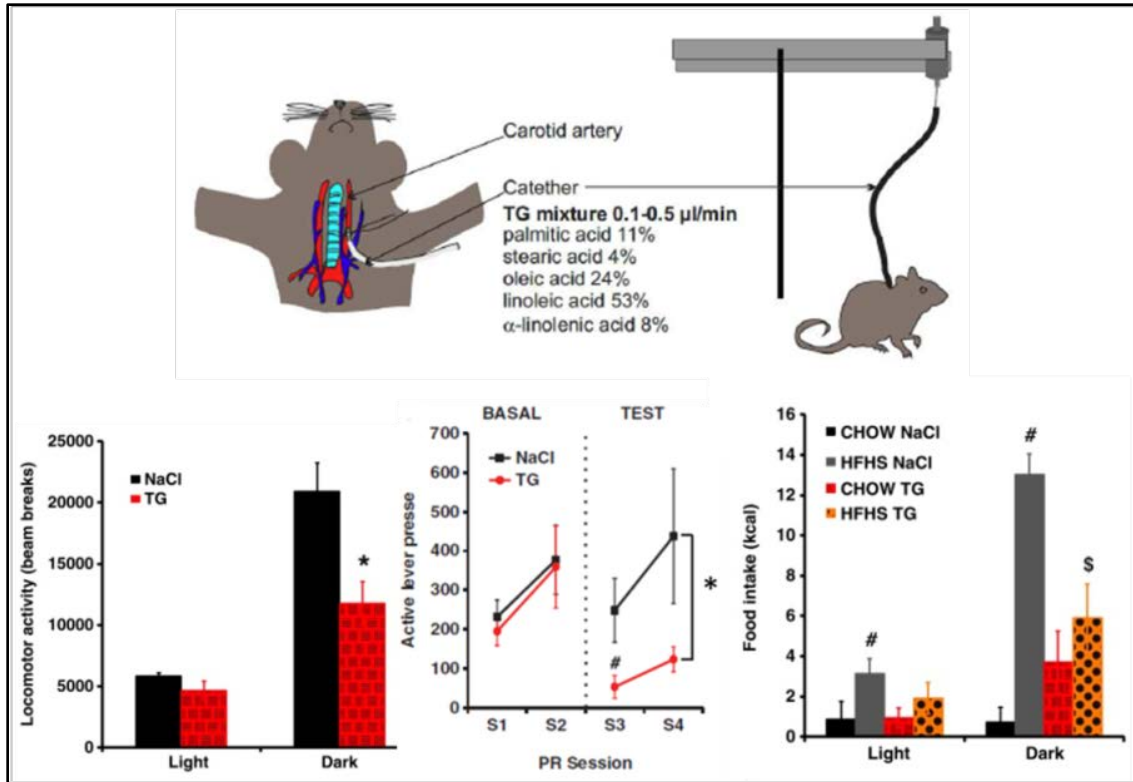 Carotid artery
Catether
TG mixture 0.1-0.5 µl/min
palmitic acid 11%
stearic acid 4%
oleic acid 24%
linoleic acid 53%
α-linolenic acid 8%
Locomotor activity (beam breaks)
25000
20000
15000
10000
5000
0
NaCl
TG
*
Light
Dark
BASAL
TEST
Active lever presse
700
600
500
400
300
200
100
0
NaCl
TG
#
*
S1
S2
S3
S4
PR Session
Food intake (kcal)
16
14
12
10
8
6
4
2
0
CHOW NaCl
HFHS NaCl
CHOW TG
HFHS TG
#
#
$
Light
Dark